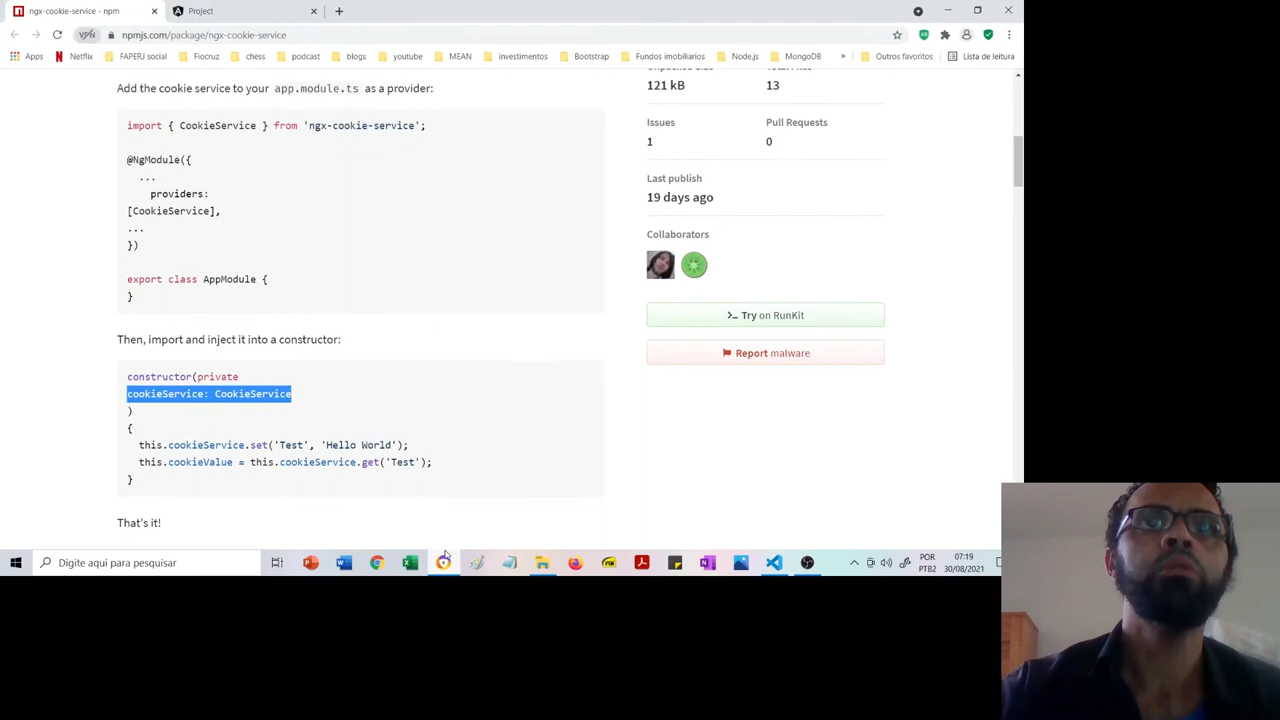 ngx-cookie-service - npm
Project
npmjs.com/package/ngx-cookie-service
Apps
Netflix
FAPERJ social
Fiocruz
chess
podcast
blogs
youtube
MEAN
investimentos
Bootstrap
Fundos imobiliarios
Node.js
MongoDB
»
Outros favoritos
Lista de leitura
Add the cookie service to your app.module.ts as a provider:
import { CookieService } from 'ngx-cookie-service';
@NgModule({
...
providers:
[CookieService],
...
})
export class AppModule {
}
Then, import and inject it into a constructor:
constructor(private
cookieService: CookieService
)
{
this.cookieService.set('Test', 'Hello World');
this.cookieValue = this.cookieService.get('Test');
}
That's it!
121 kB
13
Issues
Pull Requests
1
0
Last publish
19 days ago
Collaborators
Try on RunKit
Report malware
Digite aqui para pesquisar
POR
PTB2
07:19
30/08/2021